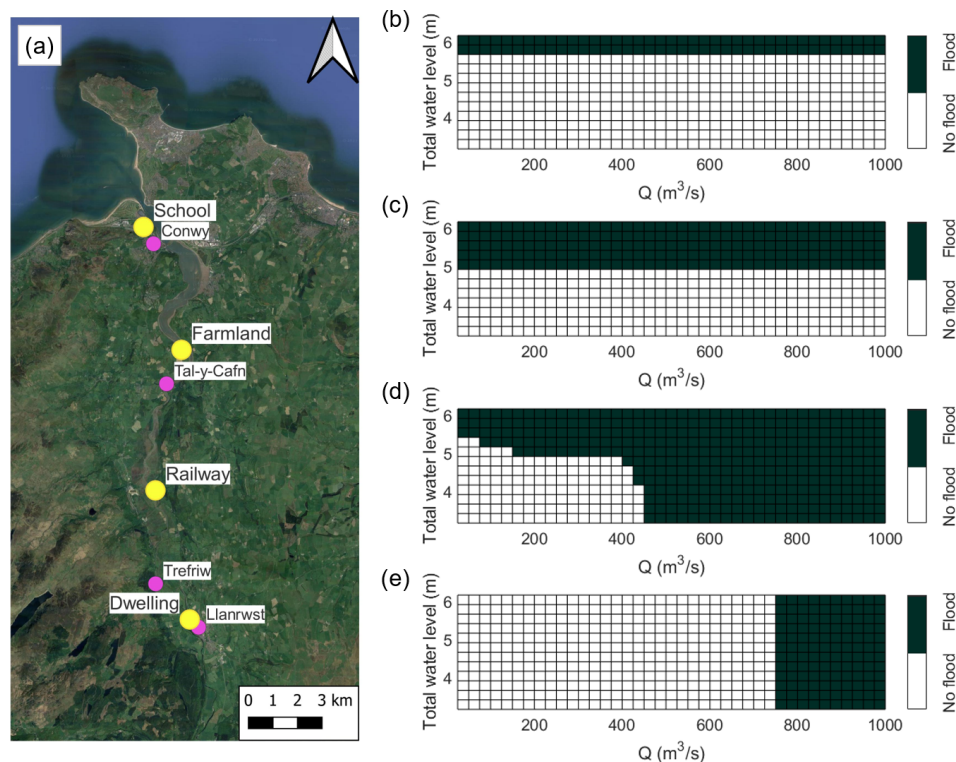 (a)
School
Conwy
Farmland
Tal-y-Cafn
Railway
Trefriw
Dwelling
Llanrwst
0 1 2 3 km
(b)
Total water level (m)
6
5
4
200 400 600 800 1000
Q (m³/s)
No flood Flood
(c)
Total water level (m)
6
5
4
200 400 600 800 1000
Q (m³/s)
No flood Flood
(d)
Total water level (m)
6
5
4
200 400 600 800 1000
Q (m³/s)
No flood Flood
(e)
Total water level (m)
6
5
4
200 400 600 800 1000
Q (m³/s)
No flood Flood